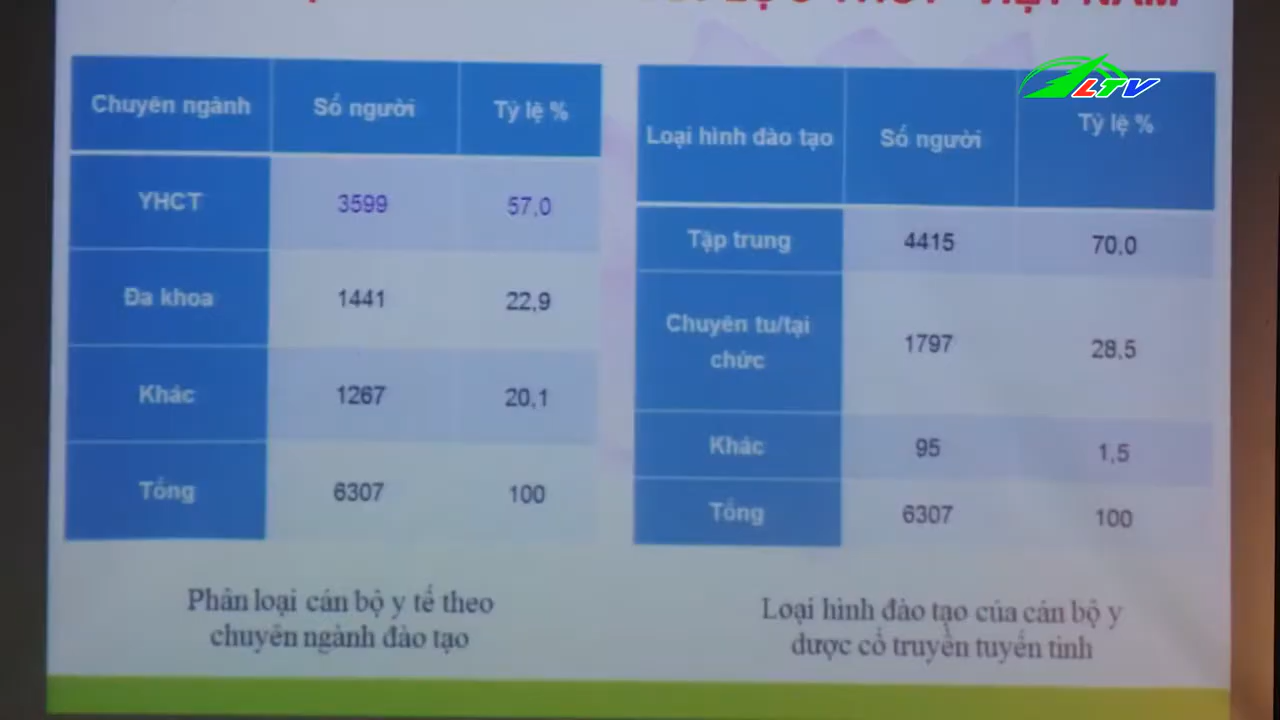 VIỆT NAM
LTV
Chuyên ngành Số người Tỷ lệ %
YHCT 3599 57,0
Đa khoa 1441 22,9
Khác 1267 20,1
Tổng 6307 100
Phân loại cán bộ y tế theo
chuyên ngành đào tạo
Loại hình đào tạo Số người Tỷ lệ %
Tập trung 4415 70,0
Chuyên tu/tại
chức 1797 28,5
Khác 95 1,5
Tổng 6307 100
Loại hình đào tạo của cán bộ y
dược cổ truyền tuyến tỉnh